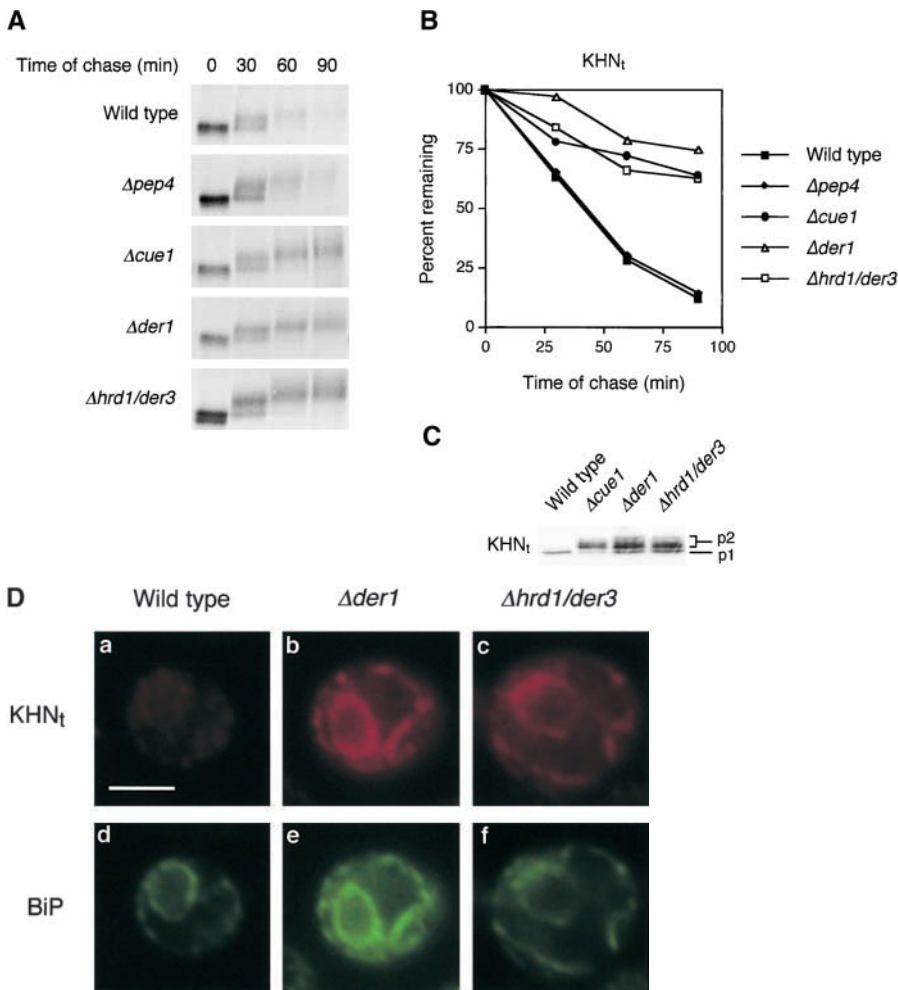 A
Time of chase (min) 0 30 60 90
Wild type
Δpep4
Δcue1
Δder1
Δhrd1/der3
B
KHNt
Percent remaining
100
75
50
25
0
0 25 50 75 100
Time of chase (min)
Wild type
Δpep4
Δcue1
Δder1
Δhrd1/der3
C
Wild type
Δcue1
Δder1
Δhrd1/der3
KHNt
p2
p1
D
Wild type Δder1 Δhrd1/der3
KHNt
a b c
BiP
d e f